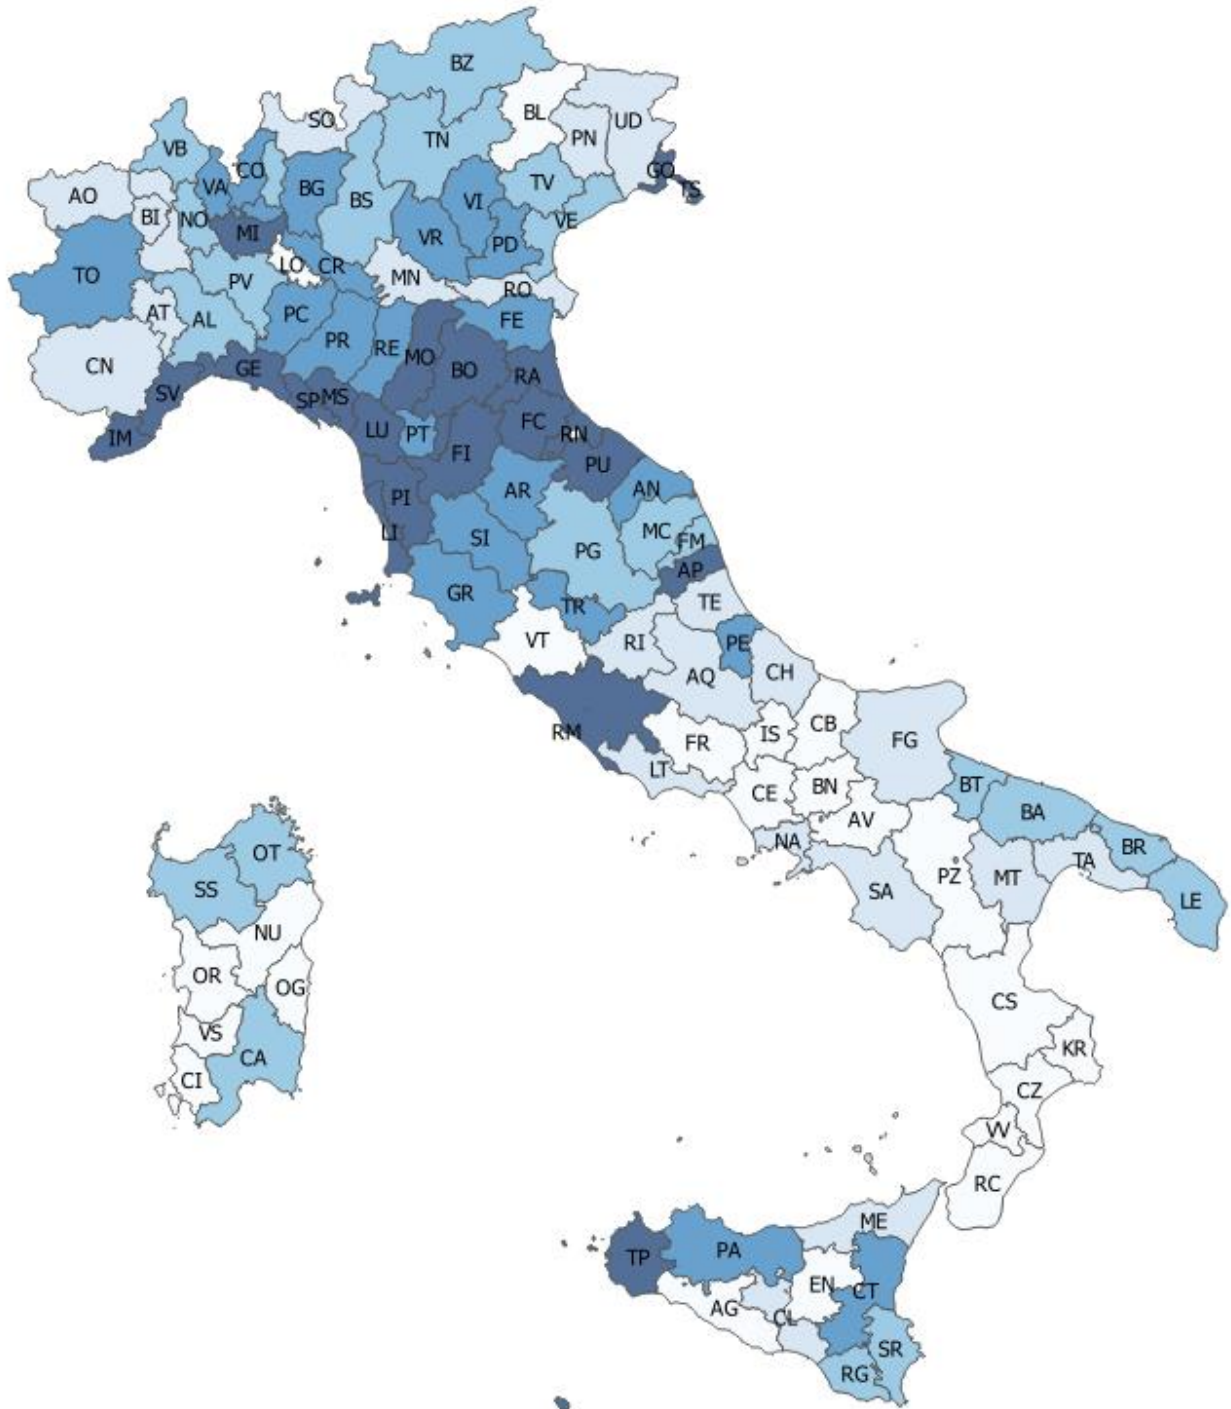 BZ
BL
UD
PN
SO
TN
VB
CO
GO
TS
AO
VA
BG
TV
BS
VI
BI
NO
VE
MI
VR
PD
TO
LO
CR
PV
MN
RO
AT
AL
PC
FE
PR
RE
MO
CN
GE
BO
RA
SV
SP
MS
FC
LU
PT
RN
IM
FI
PU
PI
AR
AN
LI
SI
MC
FM
PG
AP
GR
TR
TE
VT
RI
PE
AQ
CH
RM
FR
IS
CB
FG
LT
CE
BN
BT
BA
AV
NA
BR
OT
TA
SS
PZ
MT
SA
LE
NU
OR
OG
CS
VS
KR
CA
CI
CZ
VV
RC
ME
TP
PA
EN
CT
AG
CL
SR
RG